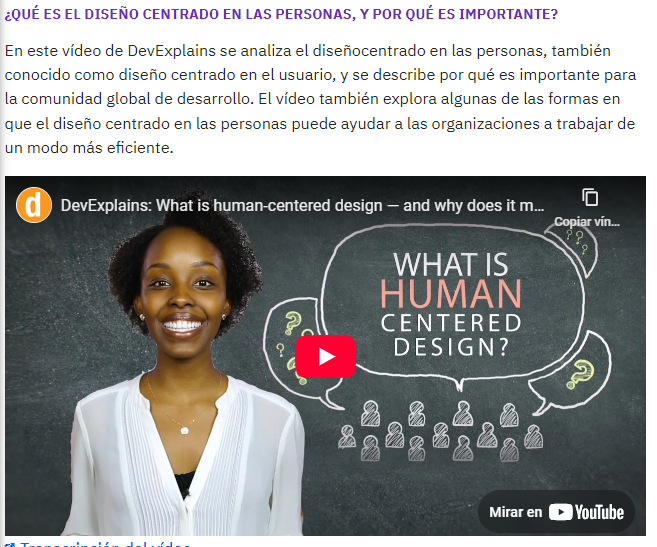 ¿QUÉ ES EL DISEÑO CENTRADO EN LAS PERSONAS, Y POR QUÉ ES IMPORTANTE?
En este vídeo de DevExplains se analiza el diseñocentrado en las personas, también
conocido como diseño centrado en el usuario, y se describe por qué es importante para
la comunidad global de desarrollo. El vídeo también explora algunas de las formas en
que el diseño centrado en las personas puede ayudar a las organizaciones a trabajar de
un modo más eficiente.
d
DevExplains: What is human-centered design — and why does it m...
Copiar vín...
? ?
?
WHAT IS
HUMAN
CENTERED
DESIGN?
?
? ?
?
?
Mirar en YouTube
Transcripción del vídeo